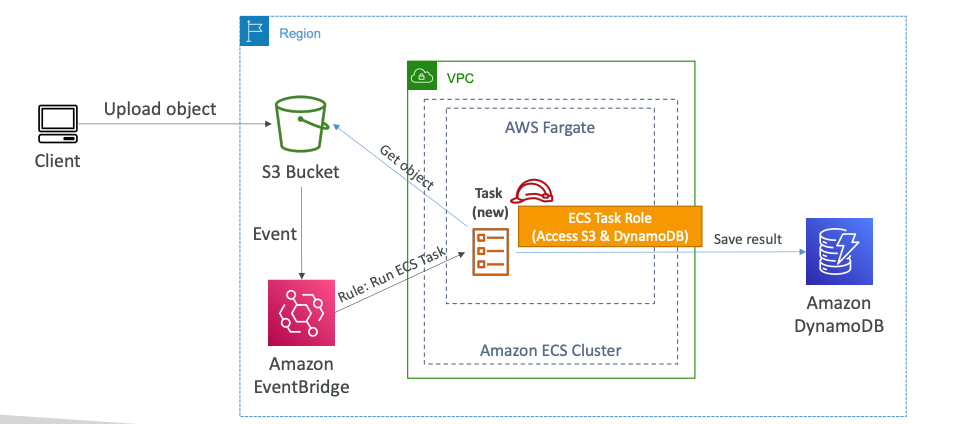 Region
VPC
Upload object
AWS Fargate
Client
S3 Bucket
Get object
Task
(new)
ECS Task Role
(Access S3 & DynamoDB)
Event
Save result
Rule: Run ECS Task
Amazon
DynamoDB
Amazon ECS Cluster
Amazon
EventBridge